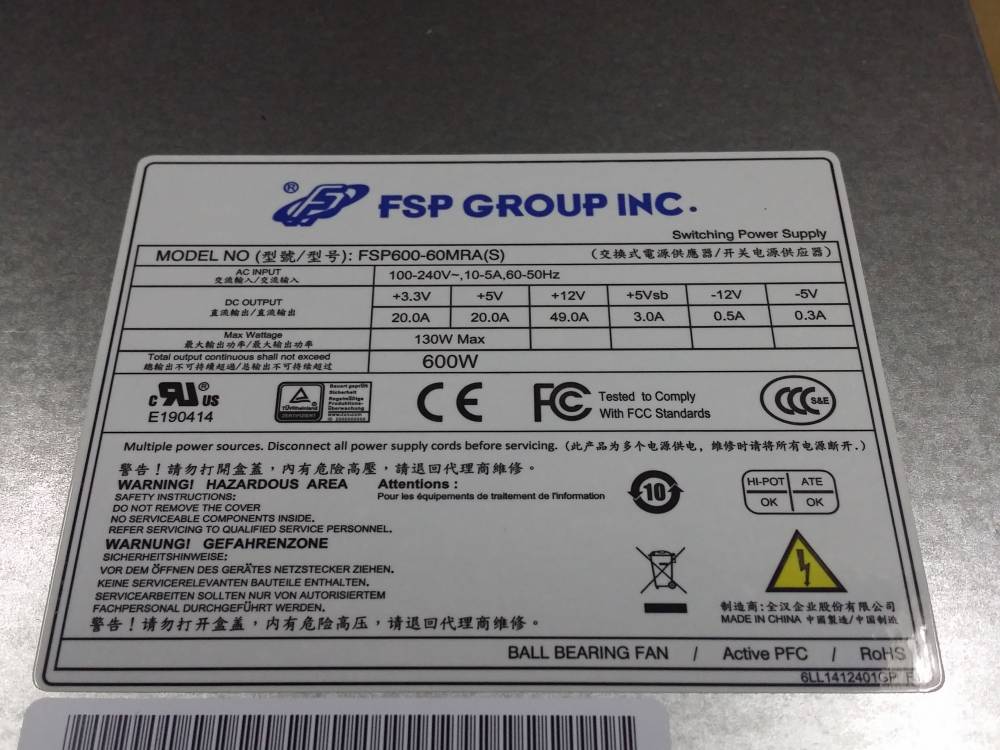 ® FSP GROUP INC.
Switching Power Supply
MODEL NO (型號/型号): FSP600-60MRA(S) (交換式電源供應器/开关电源供应器)
AC INPUT 100-240V~,10-5A,60-50Hz
交流輸入/交流输入
DC OUTPUT +3.3V +5V +12V +5Vsb -12V -5V
直流輸出/直流输出 20.0A 20.0A 49.0A 3.0A 0.5A 0.3A
Max Wattage 130W Max
最大輸出功率/最大输出功率
Total output continuous shall not exceed 600W
總輸出不可持續超過/总输出不可持续超过
c RU ® US
E190414
TÜVRheinland
ZERTIFIZIERT
Bauart geprüft
Sicherheit
Regelmäßige
Produktions-
überwachung
CE
FC Tested to Comply
With FCC Standards
CCC S&E
Multiple power sources. Disconnect all power supply cords before servicing. (此产品为多个电源供电，维修时请将所有电源断开.)
警告！請勿打開盒蓋，內有危險高壓，請退回代理商維修。
WARNING! HAZARDOUS AREA
SAFETY INSTRUCTIONS:
DO NOT REMOVE THE COVER
NO SERVICEABLE COMPONENTS INSIDE.
REFER SERVICING TO QUALIFIED SERVICE PERSONNEL.
Attentions :
Pour les équipements de traitement de l'information
10
HI-POT ATE
OK OK
WARNUNG! GEFAHRENZONE
SICHERHEITSHINWEISE:
VOR DEM ÖFFNEN DES GERÄTES NETZSTECKER ZIEHEN.
KEINE SERVICERELEVANTEN BAUTEILE ENTHALTEN.
SERVICEARBEITEN SOLLTEN NUR VON AUTORISIERTEM
FACHPERSONAL DURCHGEFÜHRT WERDEN.
警告！请勿打开盒盖，内有危险高压，请退回代理商维修。
制造商:全汉企业股份有限公司
MADE IN CHINA 中國製造/中国制造
BALL BEARING FAN / Active PFC / RoHS
6LL1412401GP